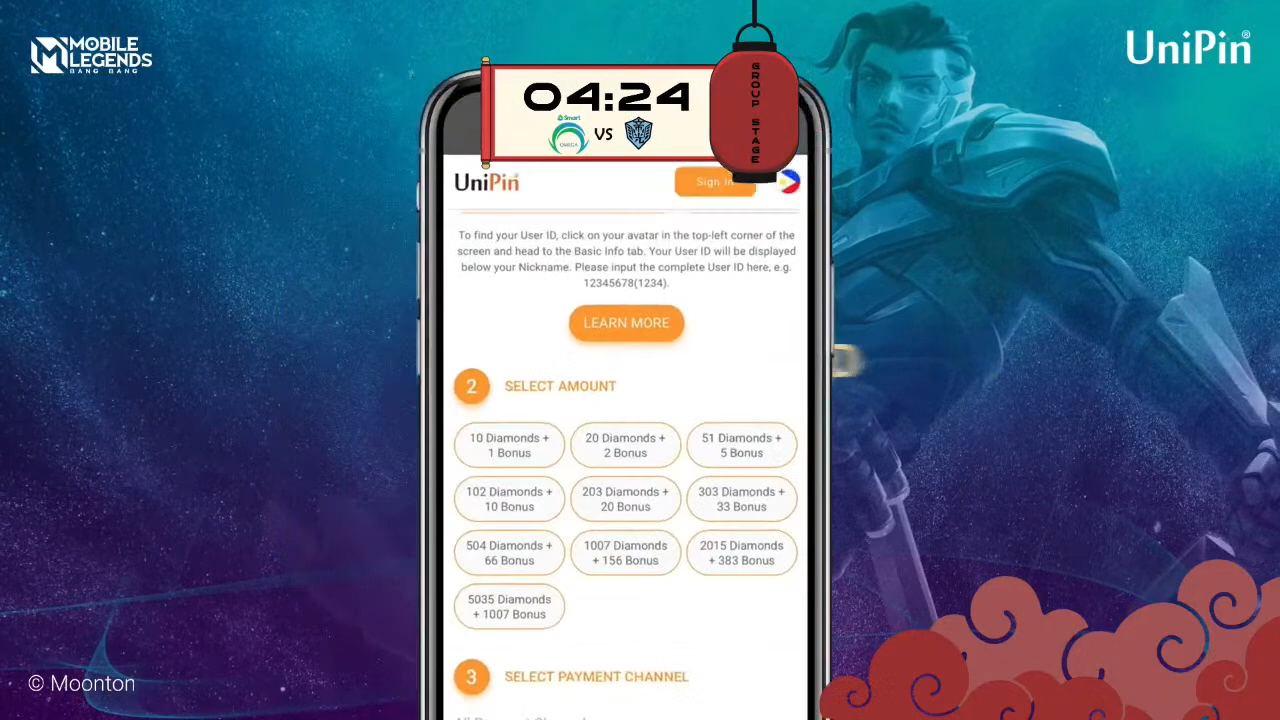 MOBILE
LEGENDS
BANG BANG
UniPin®
04:24
Smart
OMEGA
VS
GROUP STAGE
UniPin
Sign In
To find your User ID, click on your avatar in the top-left corner of the
screen and head to the Basic Info tab. Your User ID will be displayed
below your Nickname. Please input the complete User ID here, e.g.
12345678(1234).
LEARN MORE
2
SELECT AMOUNT
10 Diamonds +
1 Bonus
20 Diamonds +
2 Bonus
51 Diamonds +
5 Bonus
102 Diamonds +
10 Bonus
203 Diamonds +
20 Bonus
303 Diamonds +
33 Bonus
504 Diamonds +
66 Bonus
1007 Diamonds
+ 156 Bonus
2015 Diamonds
+ 383 Bonus
5035 Diamonds
+ 1007 Bonus
3
SELECT PAYMENT CHANNEL
© Moonton